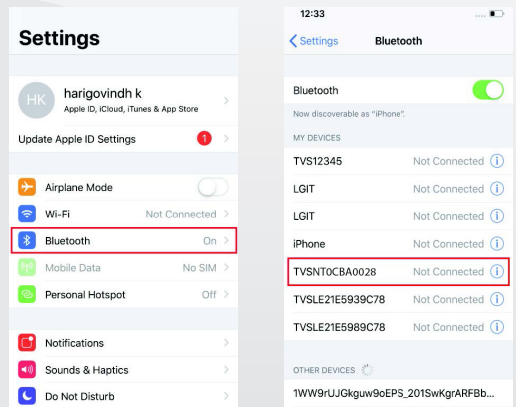 Settings
HK
harigovindh k
Apple ID, iCloud, iTunes & App Store
Update Apple ID Settings 1
Airplane Mode
Wi-Fi Not Connected
Bluetooth On
Mobile Data No SIM
Personal Hotspot Off
Notifications
Sounds & Haptics
Do Not Disturb
12:33
Settings Bluetooth
Bluetooth
Now discoverable as “iPhone”.
MY DEVICES
TVS12345 Not Connected
LGIT Not Connected
LGIT Not Connected
iPhone Not Connected
TVSNT0CBA0028 Not Connected
TVSLE21E5939C78 Not Connected
TVSLE21E5989C78 Not Connected
OTHER DEVICES
1WW9rUJGkguw9oEPS_201SwKgrARFBb...